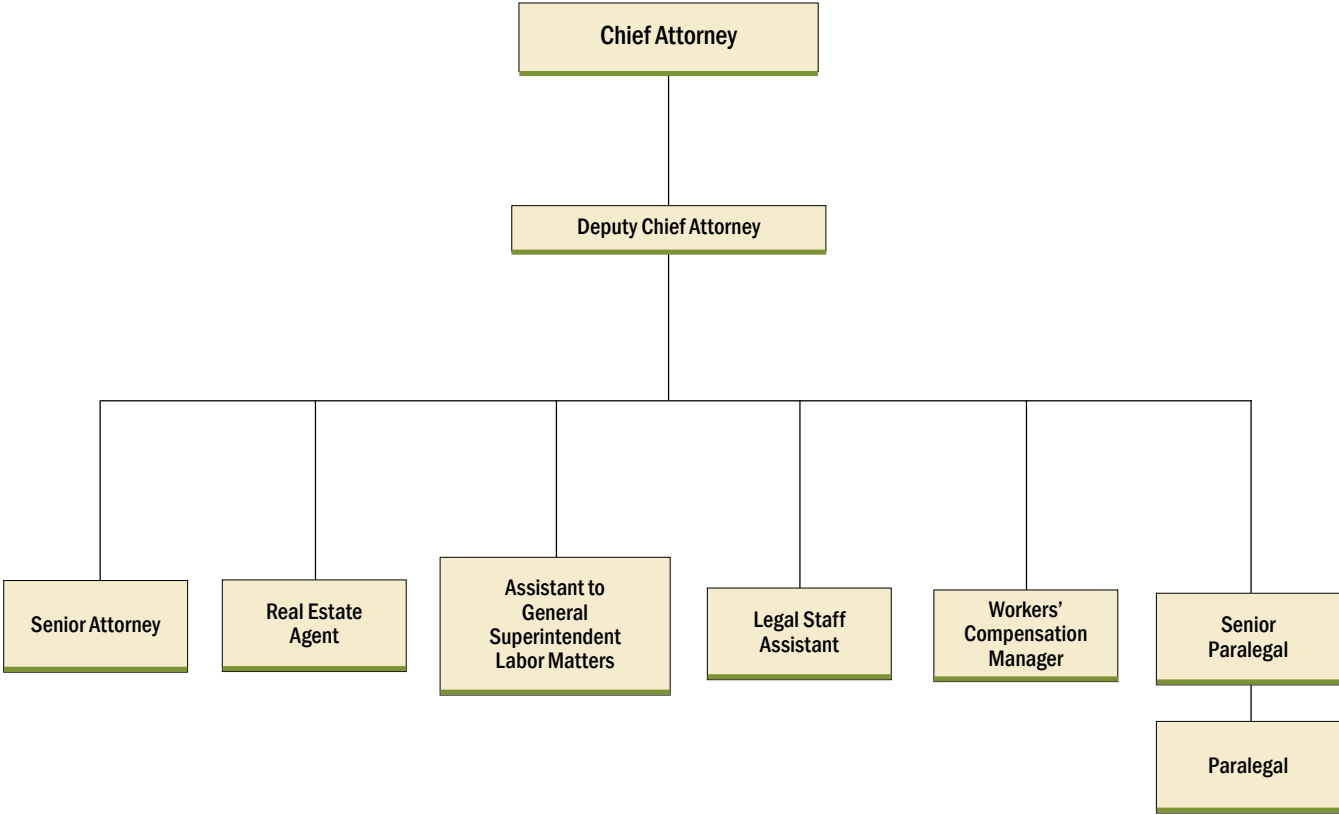 Chief Attorney
Deputy Chief Attorney
Senior Attorney
Real Estate
Agent
Assistant to
General
Superintendent
Labor Matters
Legal Staff
Assistant
Workers’
Compensation
Manager
Senior
Paralegal
Paralegal